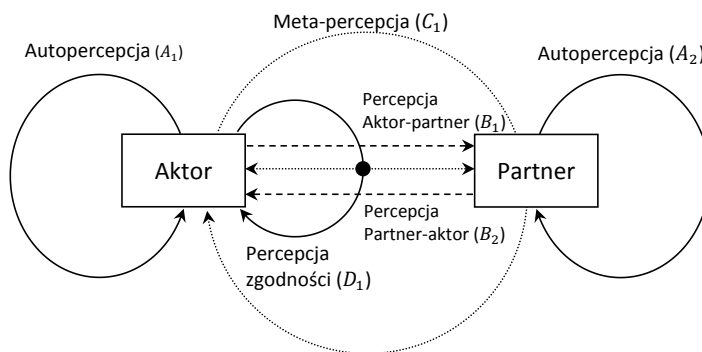 Meta-percepcja (C₁)
Autopercepcja (A₁)
Autopercepcja (A₂)
Percepcja
Aktor-partner (B₁)
Aktor
Partner
Percepcja
Partner-aktor (B₂)
Percepcja
zgodności (D₁)